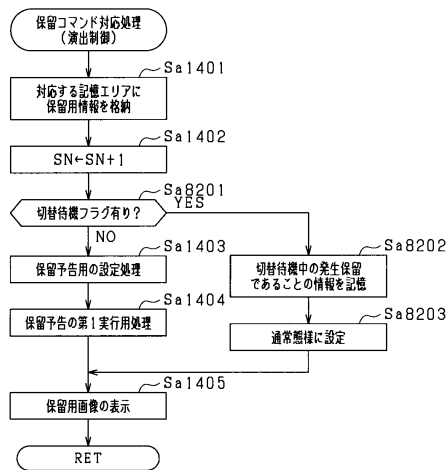 保留コマンド対応処理
(演出制御)
Sa1401
対応する記憶エリアに
保留用情報を格納
Sa1402
SN←SN+1
Sa8201
切替待機フラグ有り?
YES
NO
Sa1403
保留予告用の設定処理
Sa8202
切替待機中の発生保留
であることの情報を記憶
Sa1404
保留予告の第1実行用処理
Sa8203
通常態様に設定
Sa1405
保留用画像の表示
RET